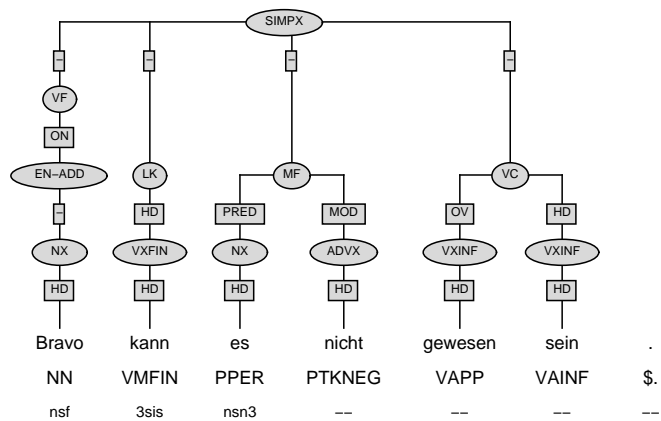 SIMPX
– – – –
VF
ON
EN–ADD LK MF VC
– HD PRED MOD OV HD
NX VXFIN NX ADVX VXINF VXINF
HD HD HD HD HD HD
Bravo kann es nicht gewesen sein .
NN VMFIN PPER PTKNEG VAPP VAINF $.
nsf 3sis nsn3 –– –– –– ––